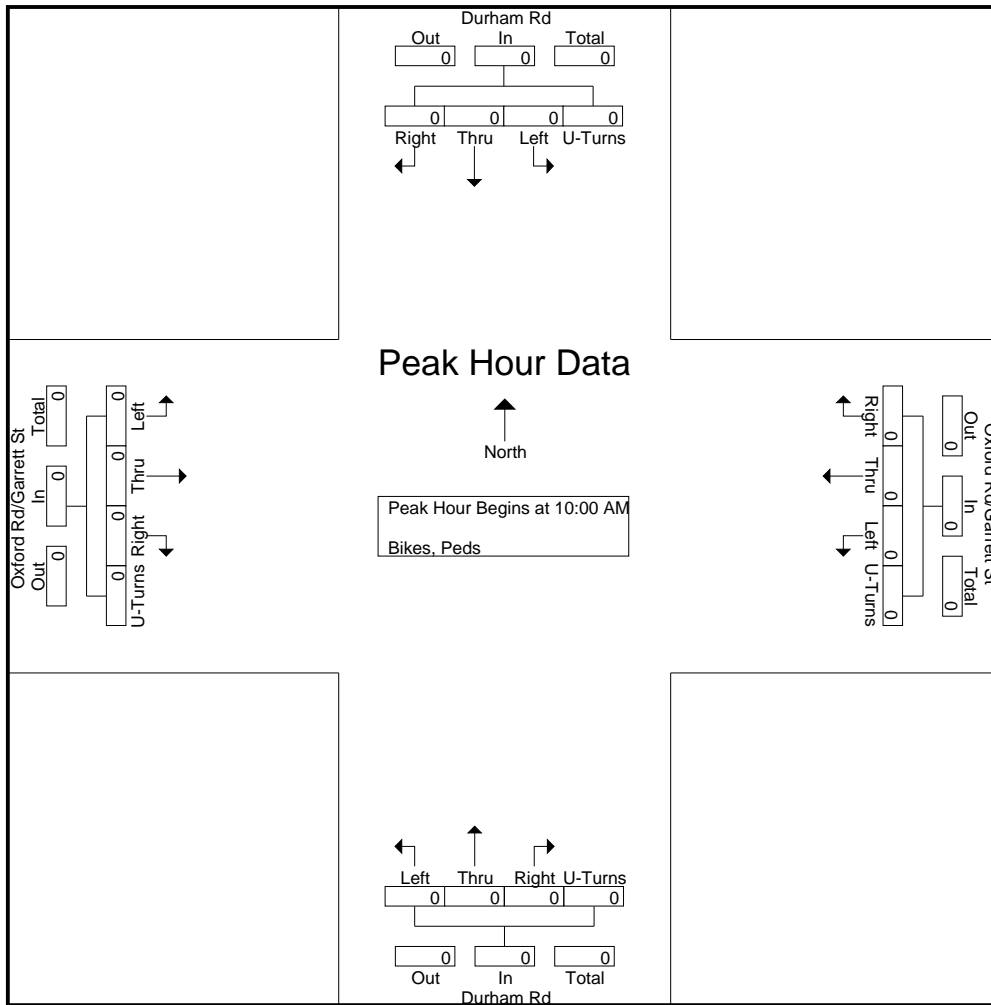 Durham Rd
Out In Total
0 0 0
0 0 0 0
Right Thru Left U-Turns
Peak Hour Data
North
Peak Hour Begins at 10:00 AM
Bikes, Peds
Oxford Rd/Garrett St
Out In Total
0 0 0
0 0 0 0
U-Turns Right Thru Left
Oxford Rd/Garrett St
Out In Total
0 0 0
0 0 0 0
Right Thru Left U-Turns
Left Thru Right U-Turns
0 0 0 0
0 0 0
Out In Total
Durham Rd